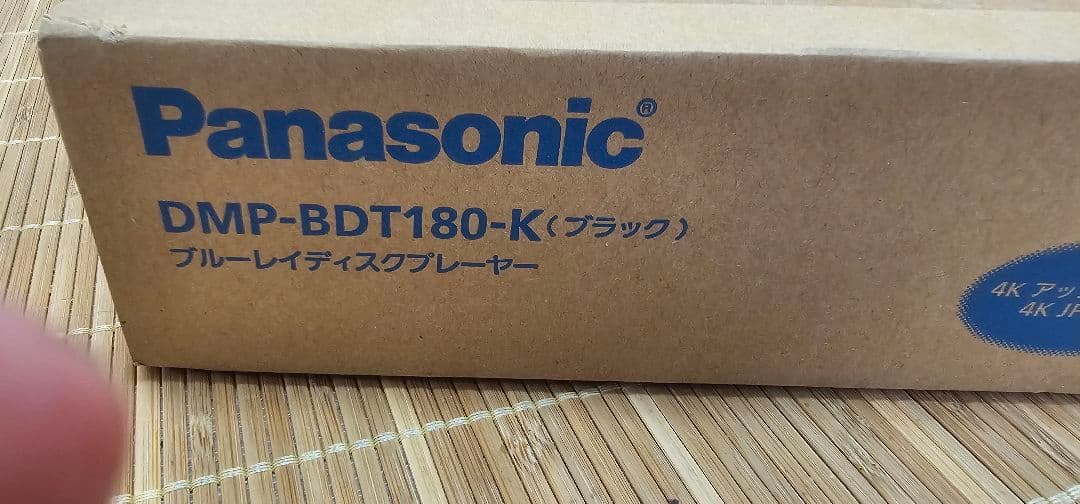 Panasonic®
DMP-BDT180-K(ブラック)
ブルーレイディスクプレーヤー
4K アッ
4K JP